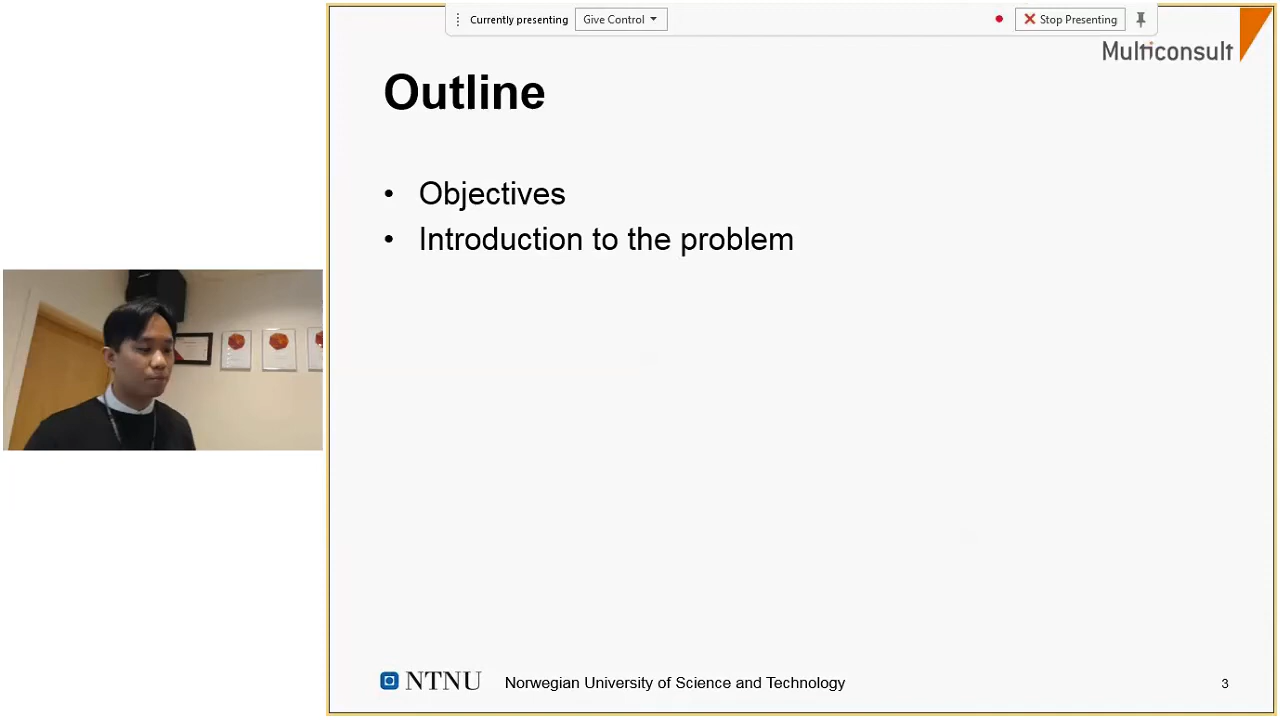 Currently presenting
Give Control
Stop Presenting
Multiconsult
Outline
• Objectives
• Introduction to the problem
NTNU
Norwegian University of Science and Technology
3